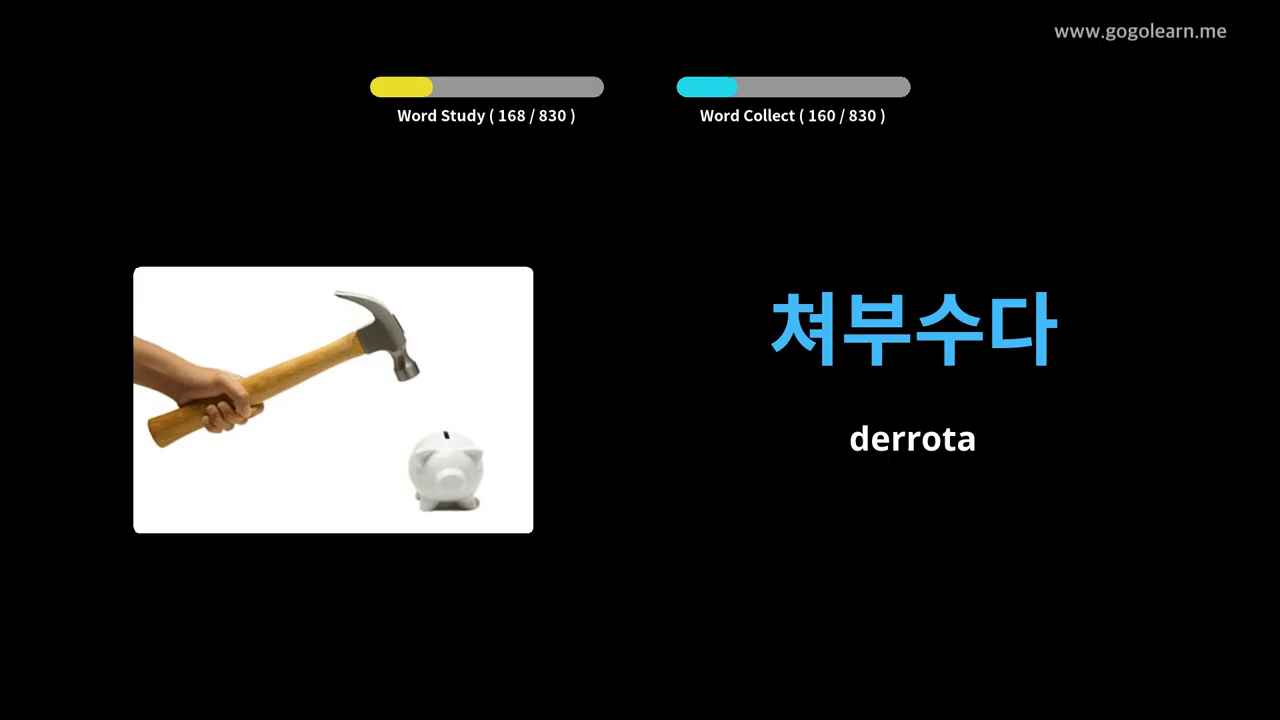 www.gogolearn.me
Word Study ( 168 / 830 )
Word Collect ( 160 / 830 )
쳐부수다
derrota